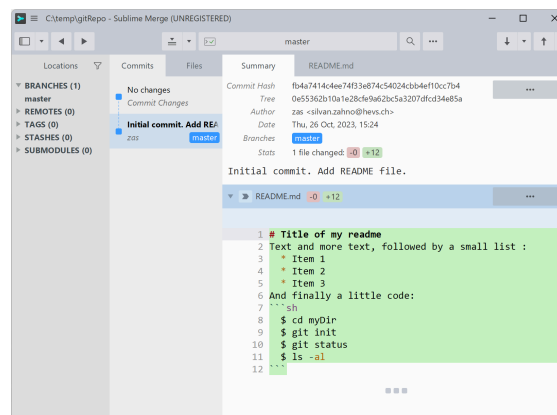 C:\temp\gitRepo - Sublime Merge (UNREGISTERED)
master
Locations
Commits
Files
Summary
README.md
BRANCHES (1)
master
REMOTES (0)
TAGS (0)
STASHES (0)
SUBMODULES (0)
No changes
Commit Changes
Initial commit. Add REA
zas
master
Commit Hash fb4a7414c4ee74f33e874c54024cbb4ef10cc7b4
Tree 0e55362b10a1e28cfe9a62bc5a3207dfcd34e85a
Author zas <silvan.zahno@hevs.ch>
Date Thu, 26 Oct, 2023, 15:24
Branches master
Stats 1 file changed: -0 +12
Initial commit. Add README file.
README.md -0 +12
1 # Title of my readme
2 Text and more text, followed by a small list :
3 * Item 1
4 * Item 2
5 * Item 3
6 And finally a little code:
7 ```sh
8 $ cd myDir
9 $ git init
10 $ git status
11 $ ls -al
12 ```